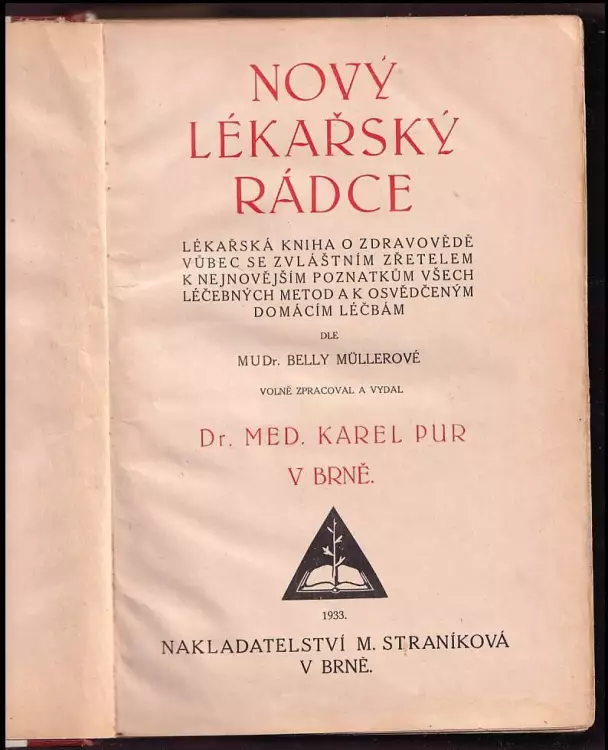 NOVÝ
LÉKAŘSKÝ
RÁDCE
LÉKAŘSKÁ KNIHA O ZDRAVOVĚDĚ
VŮBEC SE ZVLÁŠTNÍM ZŘETELEM
K NEJNOVĚJŠÍM POZNATKŮM VŠECH
LÉČEBNÝCH METOD A K OSVĚDČENÝM
DOMÁCÍM LÉČBÁM
DLE
MUDr. BELLY MÜLLEROVÉ
VOLNĚ ZPRACOVAL A VYDAL
Dr. MED. KAREL PUR
V BRNĚ.
1933.
NAKLADATELSTVÍ M. STRANÍKOVÁ
V BRNĚ.